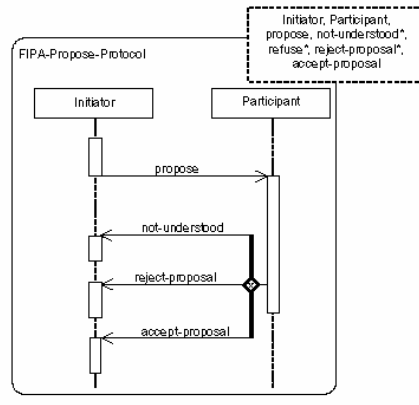 Initiator, Participant,
propose, not-understood*,
refuse*, reject-proposal*,
accept-proposal
FIPA-Propose-Protocol
Initiator
Participant
propose
not-understood
reject-proposal
accept-proposal